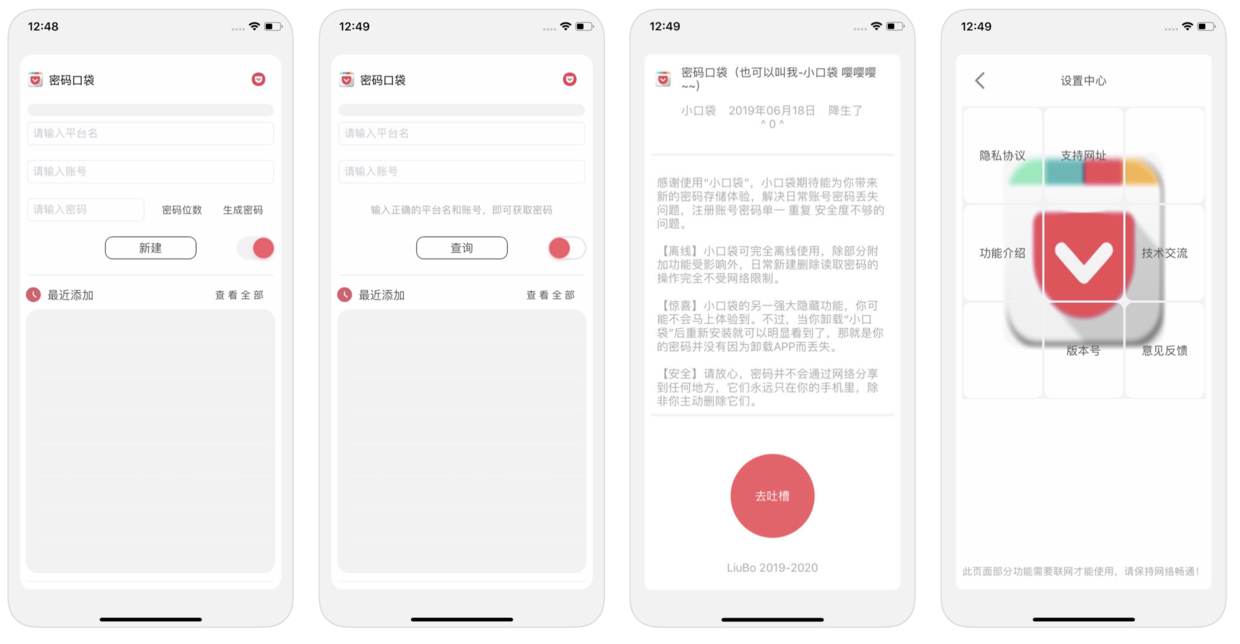 12:48
密码口袋
请输入平台名
请输入账号
请输入密码 密码位数 生成密码
新建
最近添加 查看全部
12:49
密码口袋
请输入平台名
请输入账号
输入正确的平台名和账号，即可获取密码
查询
最近添加 查看全部
12:49
密码口袋（也可以叫我-小口袋 嘤嘤嘤
~~）
小口袋 2019年06月18日 降生了
^ 0 ^
感谢使用“小口袋”，小口袋期待能为你带来
新的密码存储体验，解决日常账号密码丢失
问题，注册账号密码单一 重复 安全度不够的
问题。
【离线】小口袋可完全离线使用，除部分附
加功能受影响外，日常新建删除读取密码的
操作完全不受网络限制。
【惊喜】小口袋的另一强大隐藏功能，你可
能不会马上体验到。不过，当你卸载“小口
袋”后重新安装就可以明显看到了，那就是你
的密码并没有因为卸载APP而丢失。
【安全】请放心，密码并不会通过网络分享
到任何地方，它们永远只在你的手机里，除
非你主动删除它们。
去吐槽
LiuBo 2019-2020
12:49
设置中心
隐私协议 支持网址
功能介绍 技术交流
版本号 意见反馈
此页面部分功能需要联网才能使用，请保持网络畅通！